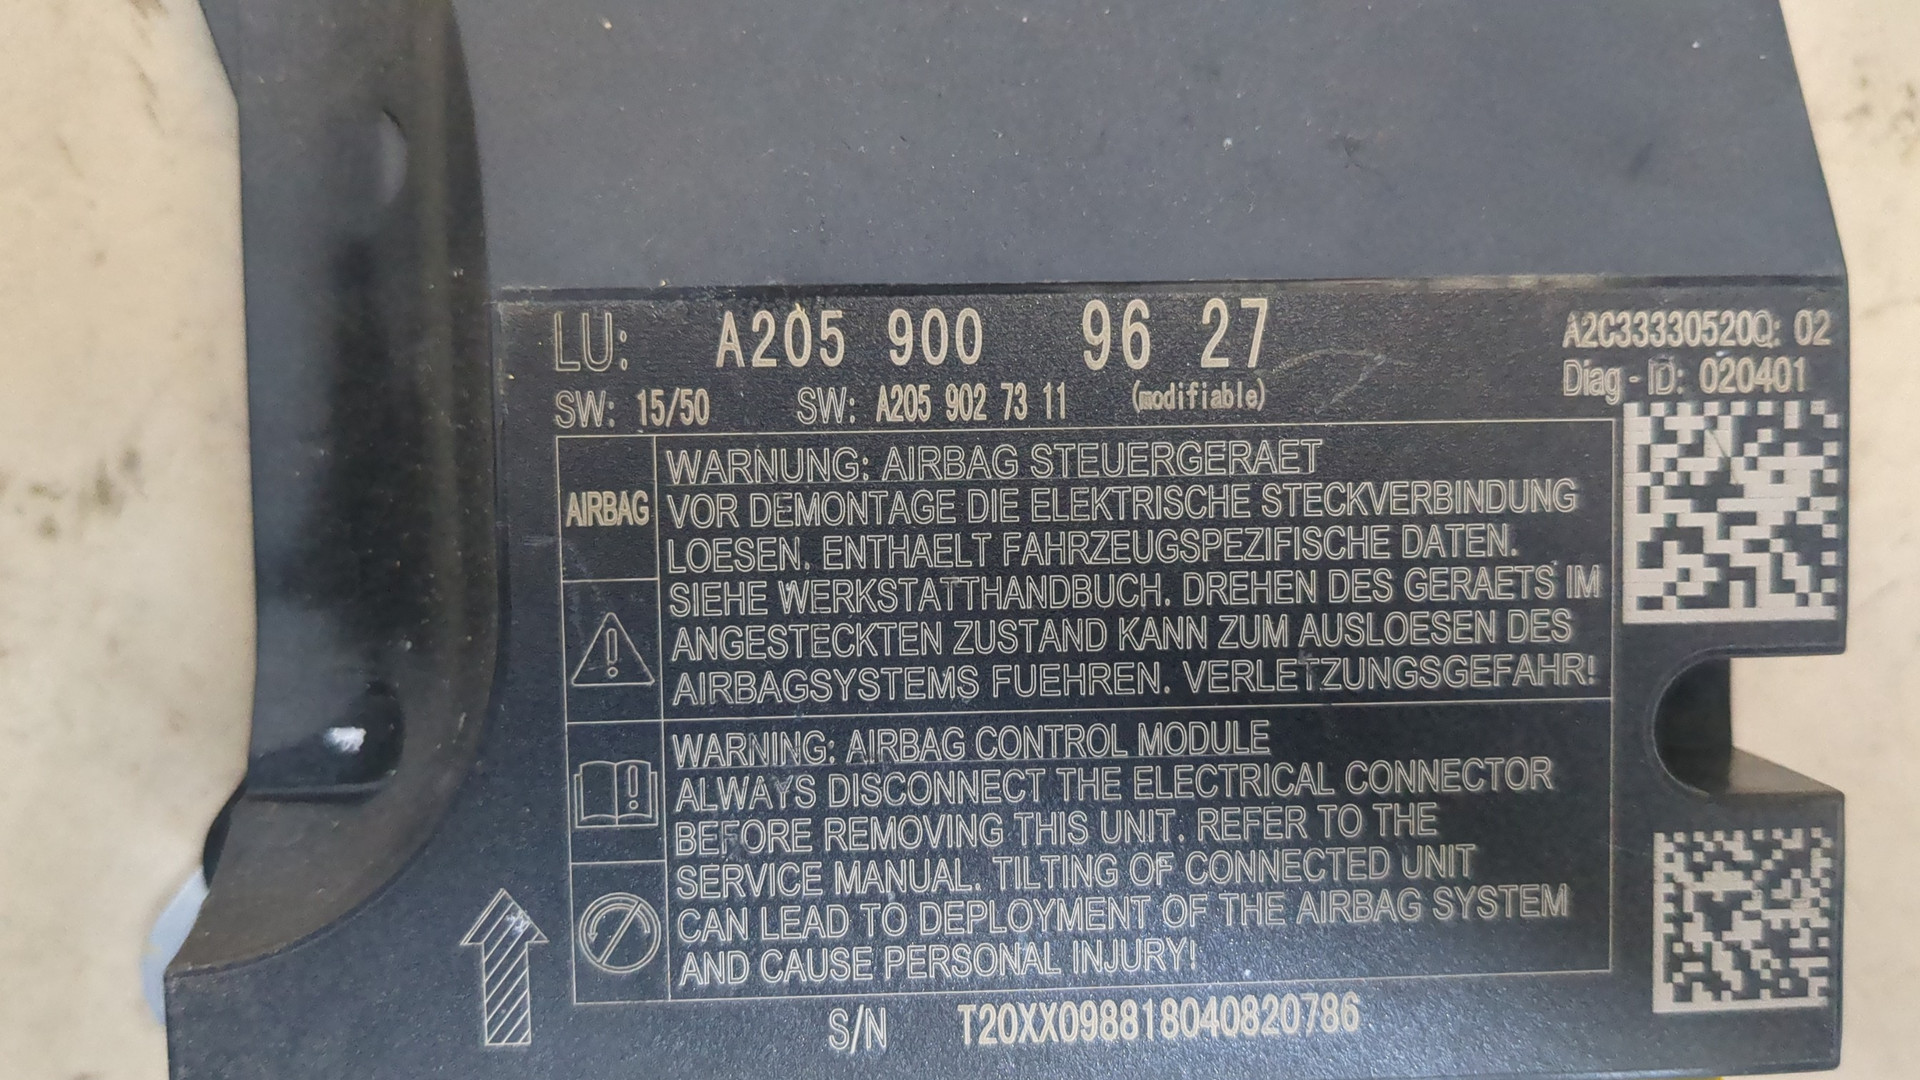 LU: A205 900 96 27
A2C33330520Q: 02
SW: 15/50 SW: A205 902 73 11 (modifiable)
Diag - ID: 020401
AIRBAG
WARNUNG: AIRBAG STEUERGERAET
VOR DEMONTAGE DIE ELEKTRISCHE STECKVERBINDUNG
LOESEN. ENTHAELT FAHRZEUGSPEZIFISCHE DATEN.
SIEHE WERKSTATTHANDBUCH. DREHEN DES GERAETS IM
ANGESTECKTEN ZUSTAND KANN ZUM AUSLOESEN DES
AIRBAGSYSTEMS FUEHREN. VERLETZUNGSGEFAHR!
WARNING: AIRBAG CONTROL MODULE
ALWAYS DISCONNECT THE ELECTRICAL CONNECTOR
BEFORE REMOVING THIS UNIT. REFER TO THE
SERVICE MANUAL. TILTING OF CONNECTED UNIT
CAN LEAD TO DEPLOYMENT OF THE AIRBAG SYSTEM
AND CAUSE PERSONAL INJURY!
S/N T20XX098818040820786